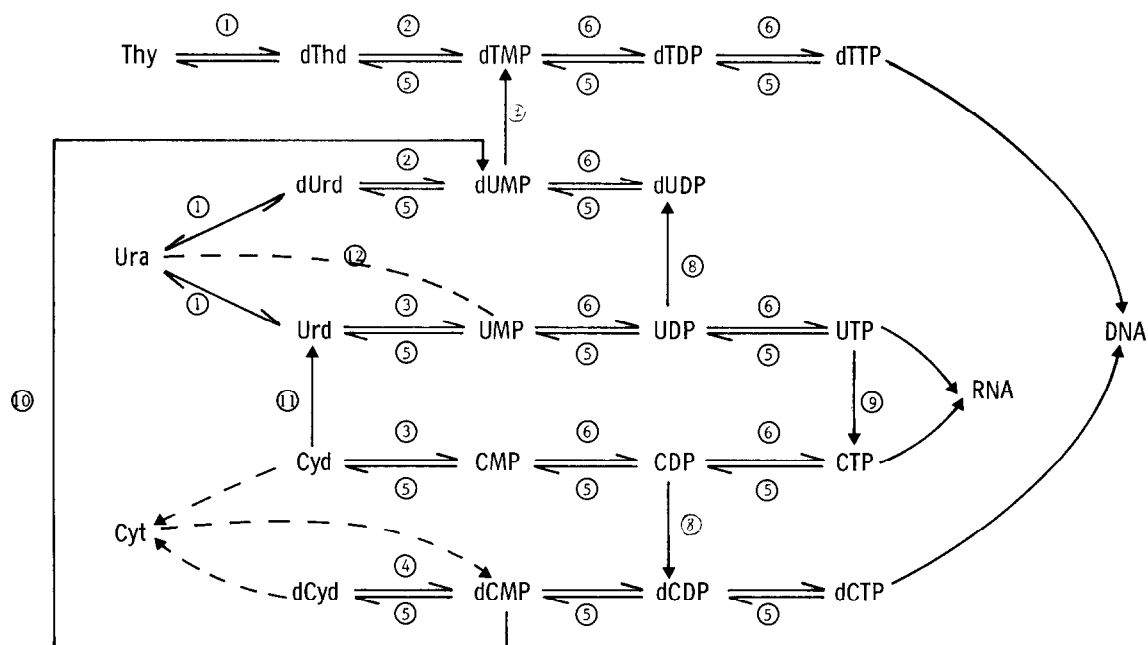 ① ② ⑥ ⑥
Thy dThd dTMP dTDP dTTP
⑤ ⑤ ⑤
② ⑥
dUrd dUMP dUDP
① ⑤ ⑤
Ura ⑫ ⑧
① ③ ⑥ ⑥
Urd UMP UDP UTP DNA
⑤ ⑤ ⑤
⑩ ⑪ ⑨ RNA
③ ⑥ ⑥
Cyd CMP CDP CTP
⑤ ⑤ ⑤
Cyt ⑧
④
dCyd dCMP dCDP dCTP
⑤ ⑤ ⑤